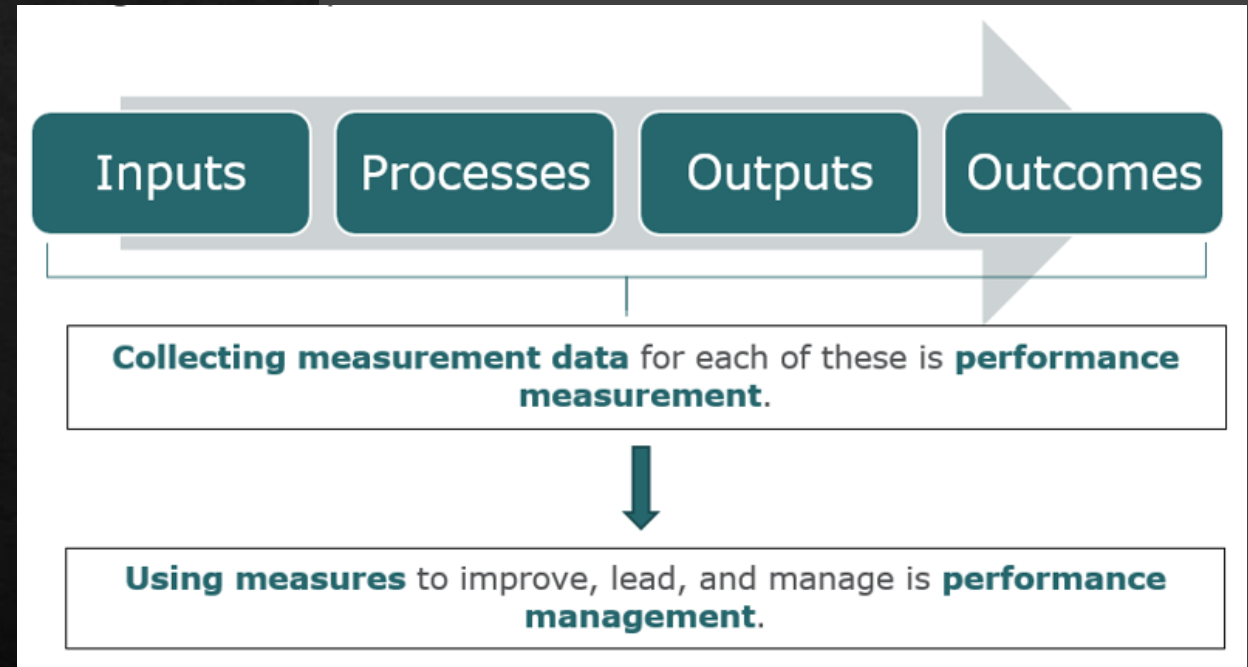 Inputs
Processes
Outputs
Outcomes
Collecting measurement data for each of these is performance
measurement.
Using measures to improve, lead, and manage is performance
management.